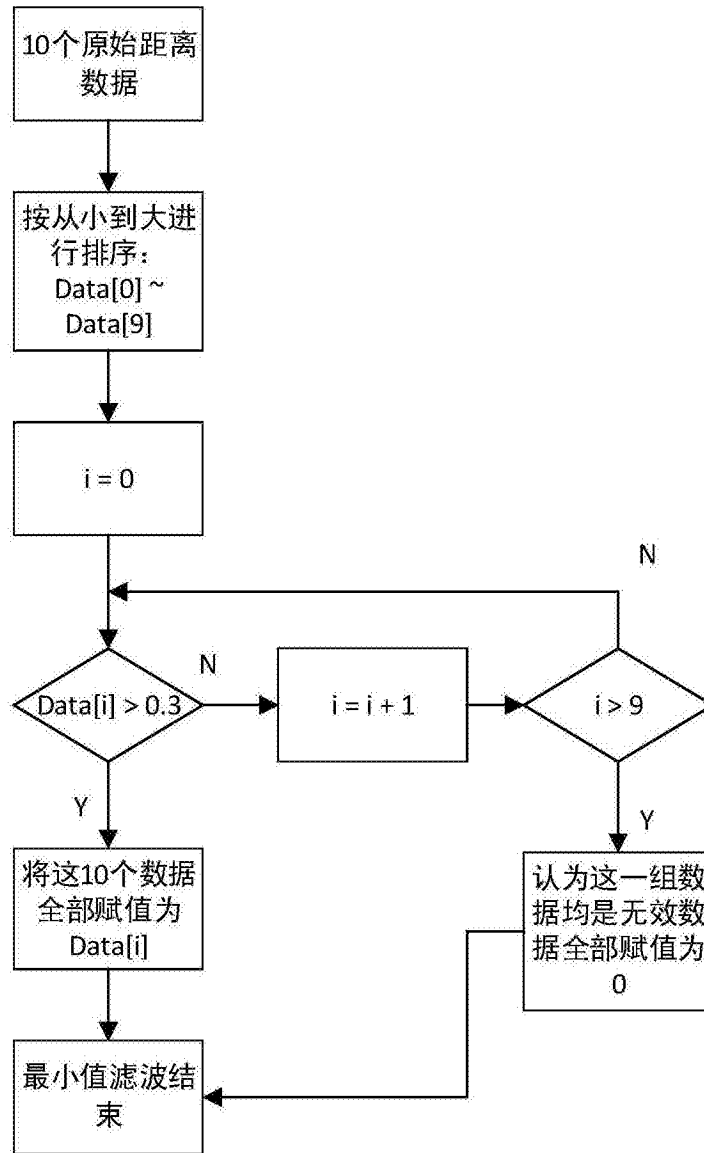 10个原始距离
数据
按从小到大进
行排序：
Data[0] ~
Data[9]
i = 0
N
Data[i] > 0.3
N
i = i + 1
i > 9
Y
Y
将这10个数据
全部赋值为
Data[i]
认为这一组数
据均是无效数
据全部赋值为
0
最小值滤波结
束